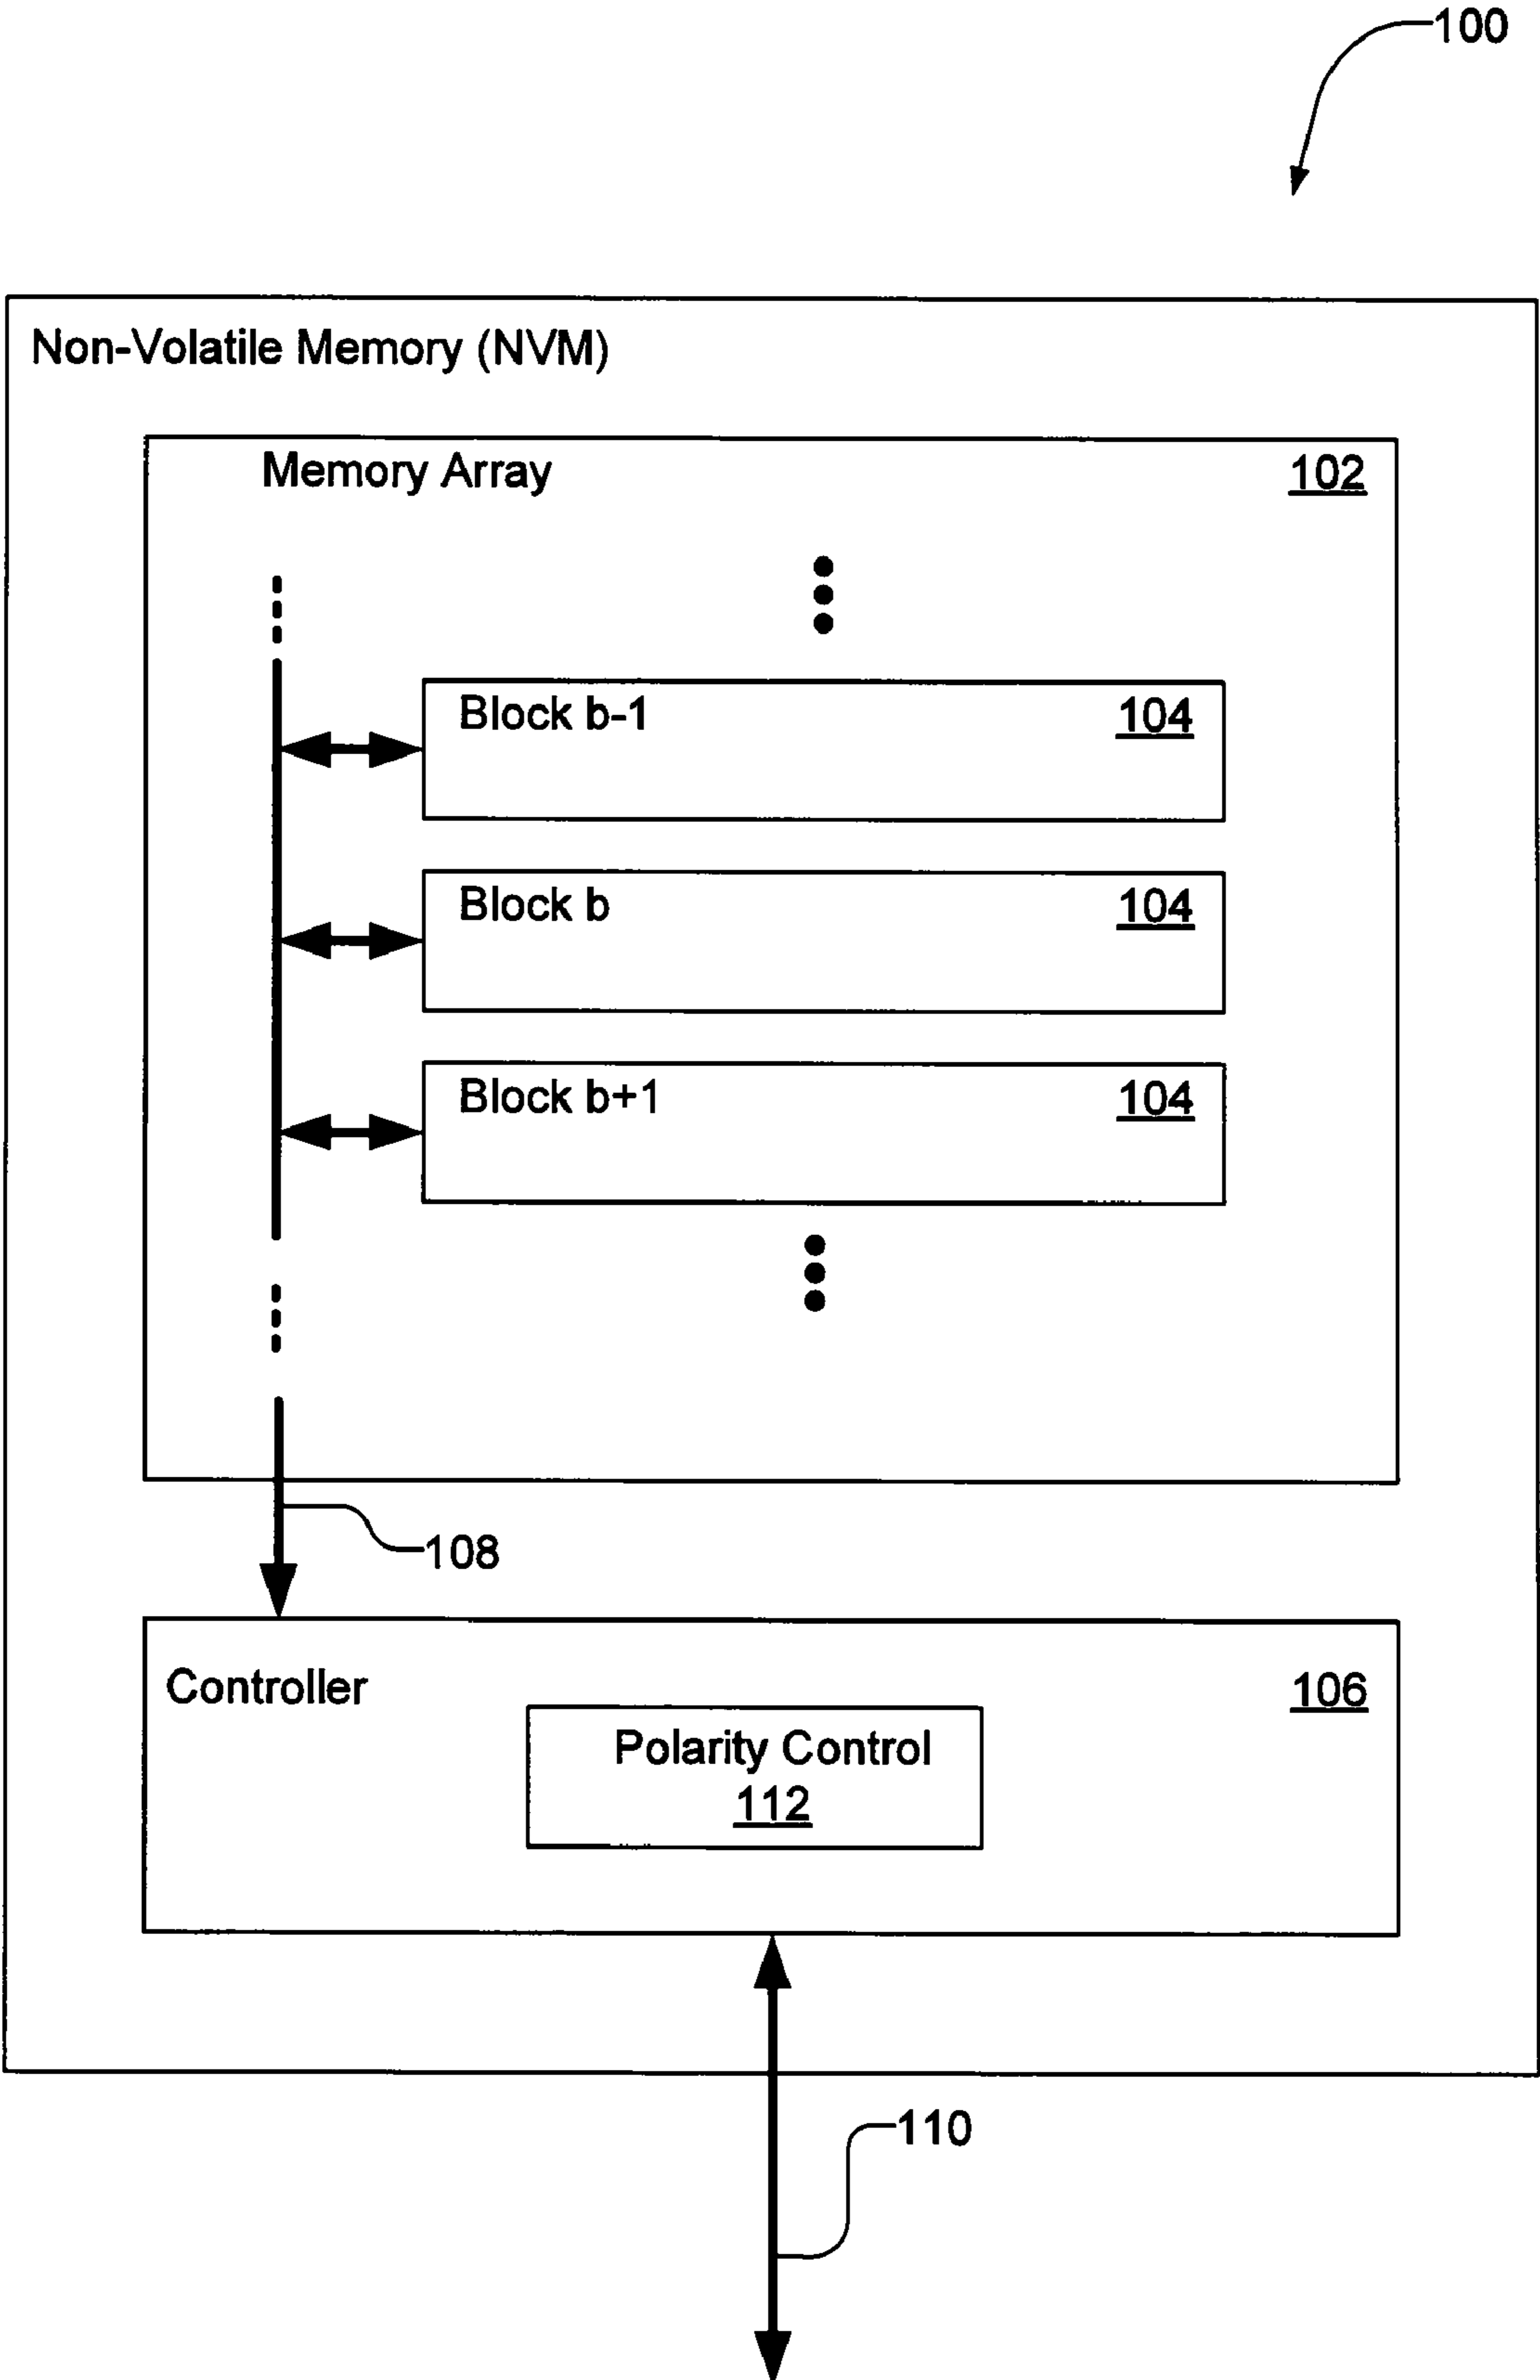 100
Non-Volatile Memory (NVM)
Memory Array 102
Block b-1 104
Block b 104
Block b+1 104
108
Controller 106
Polarity Control
112
110